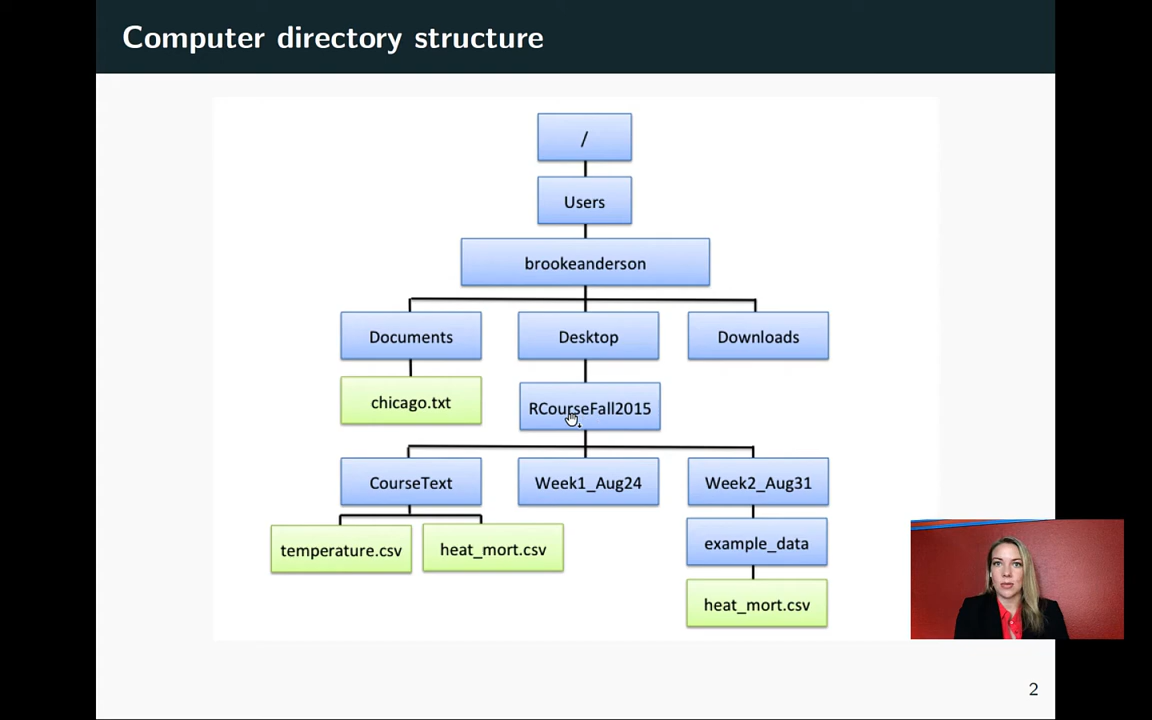 Computer directory structure
/
Users
brookeanderson
Documents
Desktop
Downloads
chicago.txt
RCourseFall2015
CourseText
Week1_Aug24
Week2_Aug31
temperature.csv
heat_mort.csv
example_data
heat_mort.csv
2